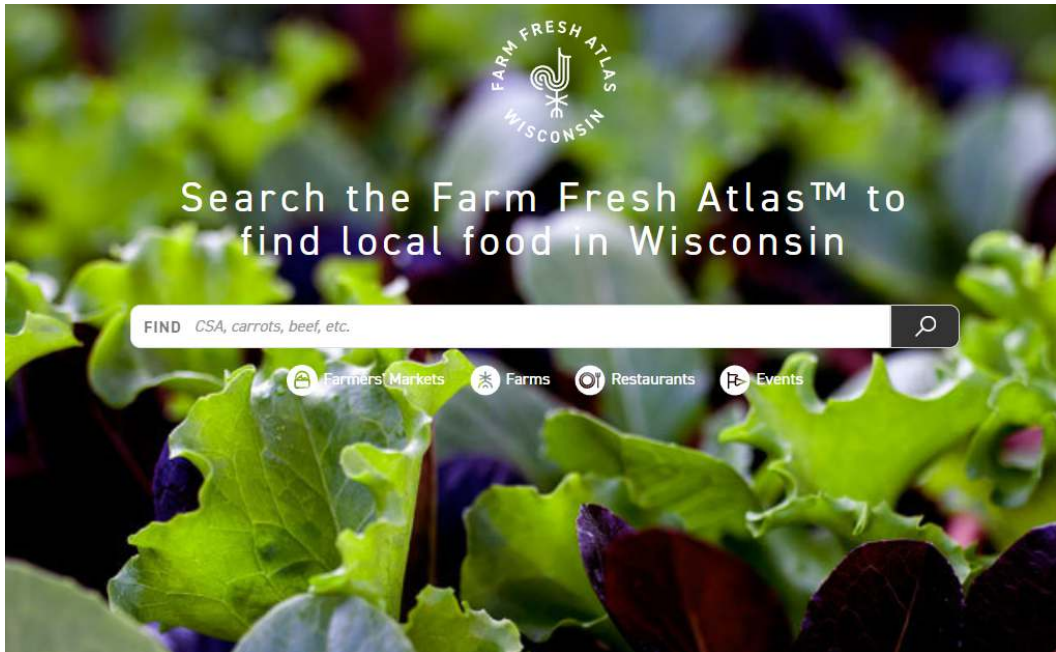 FARM FRESH ATLAS
WISCONSIN
Search the Farm Fresh Atlas™ to
find local food in Wisconsin
FIND CSA, carrots, beef, etc.
Farmers' Markets Farms Restaurants Events